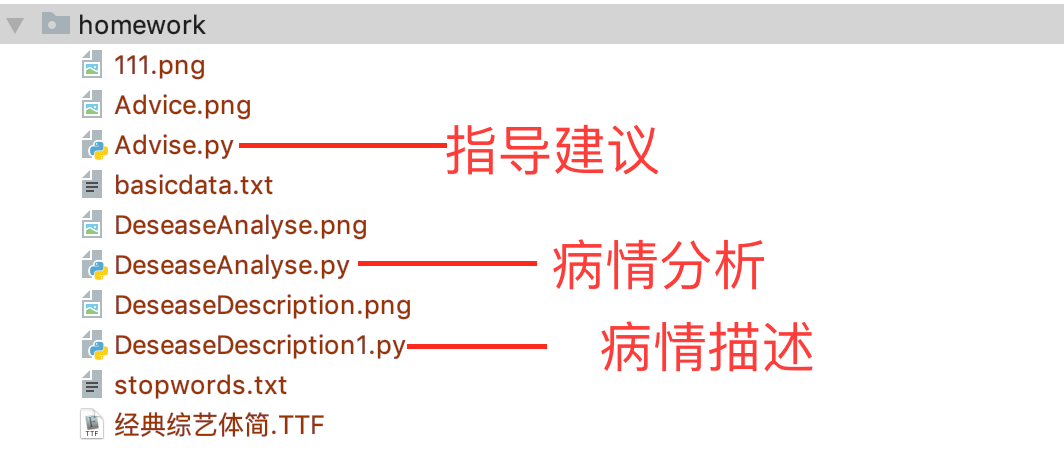 homework
111.png
Advice.png
Advise.py
指导建议
basicdata.txt
DeseaseAnalyse.png
DeseaseAnalyse.py
病情分析
DeseaseDescription.png
DeseaseDescription1.py
病情描述
stopwords.txt
经典综艺体简.TTF